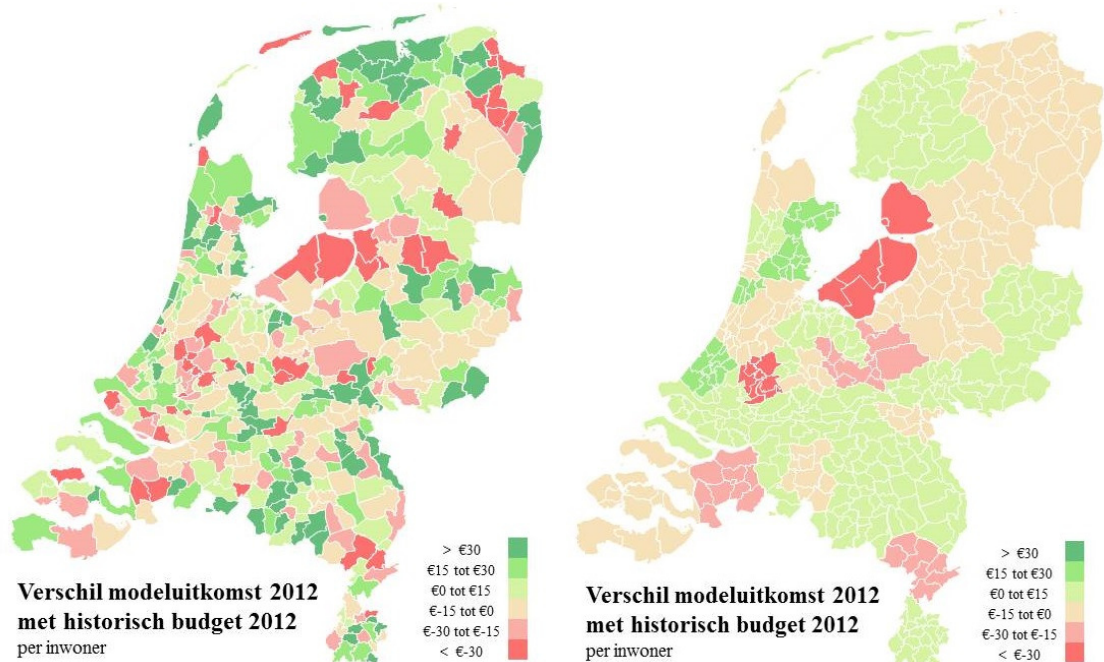 > €30
€15 tot €30
€0 tot €15
€-15 tot €0
€-30 tot €-15
< €-30
Verschil modeluitkomst 2012
met historisch budget 2012
per inwoner
> €30
€15 tot €30
€0 tot €15
€-15 tot €0
€-30 tot €-15
< €-30
Verschil modeluitkomst 2012
met historisch budget 2012
per inwoner